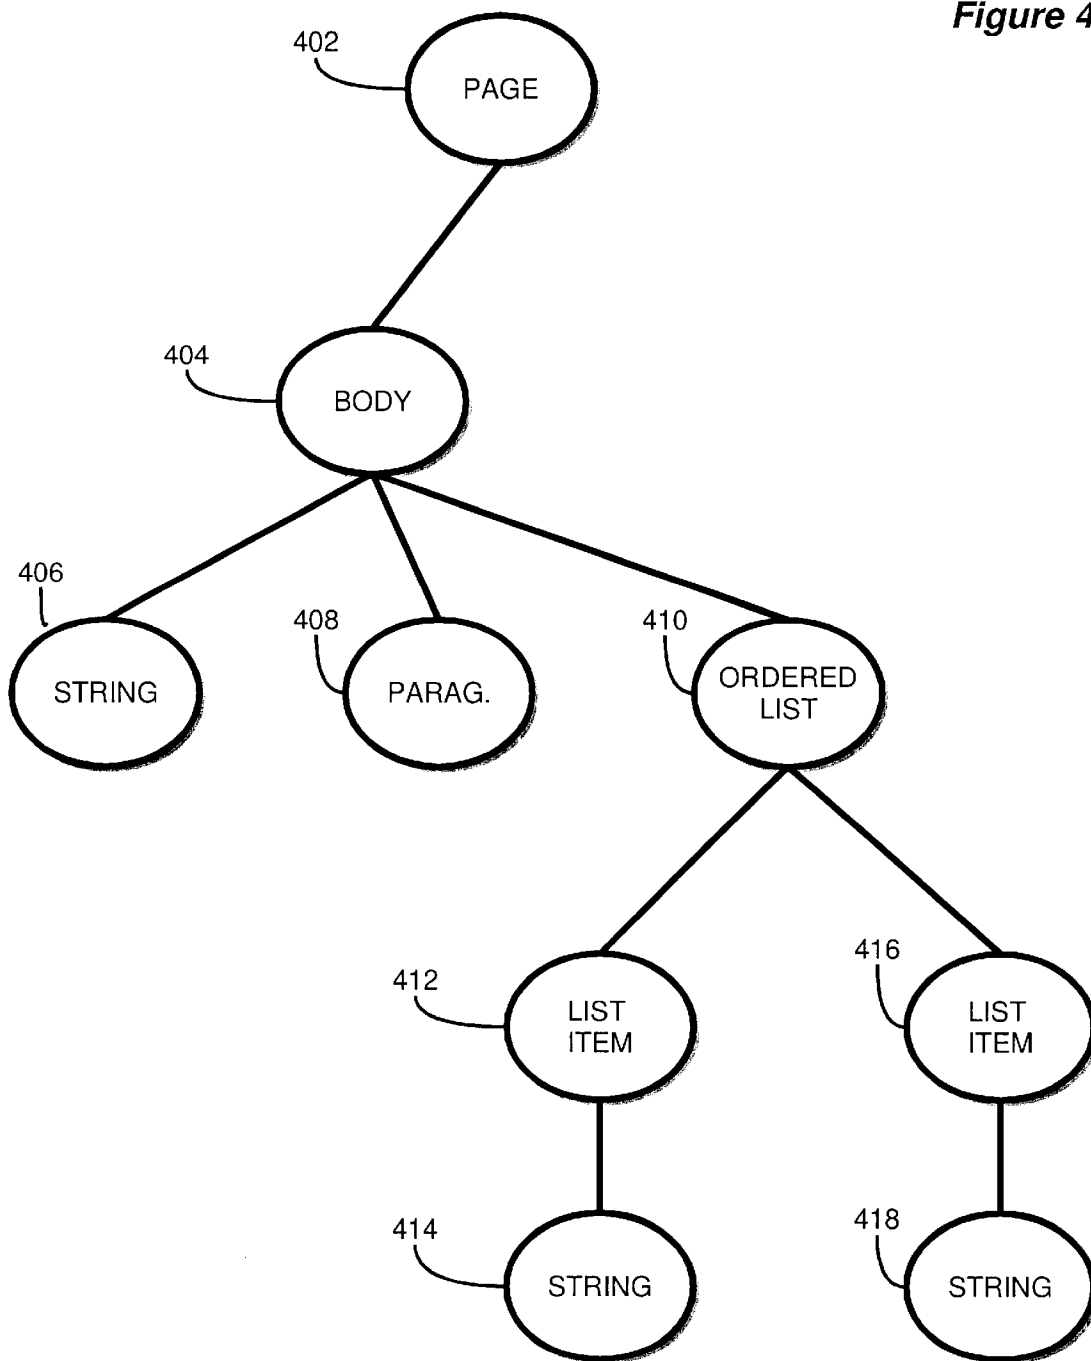 Figure 4
402
PAGE
404
BODY
406
STRING
408
PARAG.
410
ORDERED
LIST
412
LIST
ITEM
416
LIST
ITEM
414
STRING
418
STRING